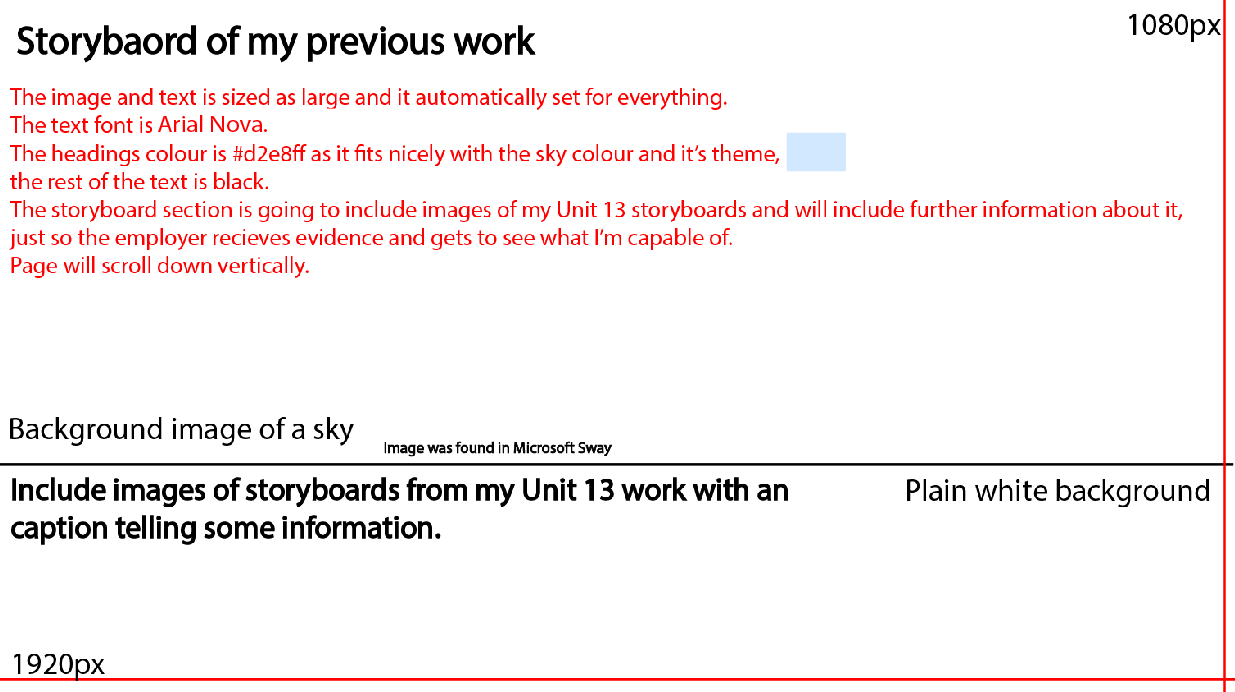 1080px
Storybaord of my previous work
The image and text is sized as large and it automatically set for everything.
The text font is Arial Nova.
The headings colour is #d2e8ff as it fits nicely with the sky colour and it's theme,
the rest of the text is black.
The storyboard section is going to include images of my Unit 13 storyboards and will include further information about it,
just so the employer recieves evidence and gets to see what I'm capable of.
Page will scroll down vertically.
Background image of a sky
Image was found in Microsoft Sway
Include images of storyboards from my Unit 13 work with an
caption telling some information.
Plain white background
1920px